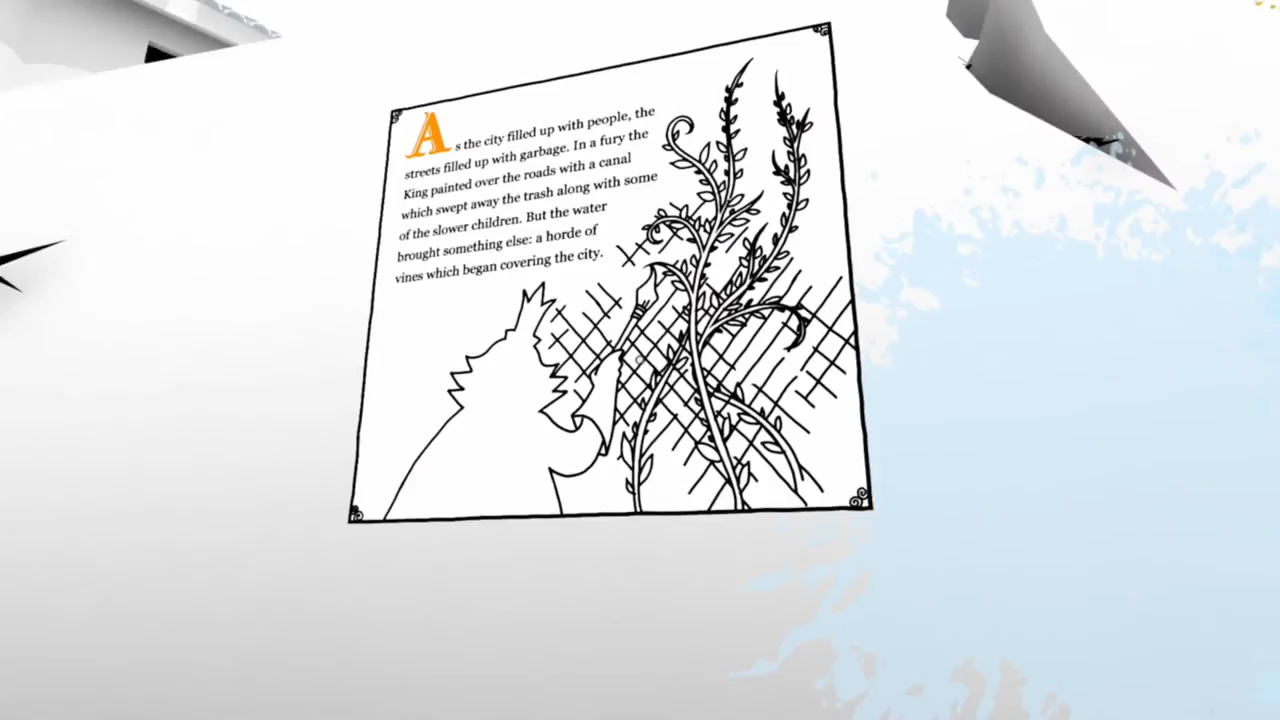 As the city filled up with people, the
streets filled up with garbage. In a fury the
King painted over the roads with a canal
which swept away the trash along with some
of the slower children. But the water
brought something else: a horde of
vines which began covering the city.